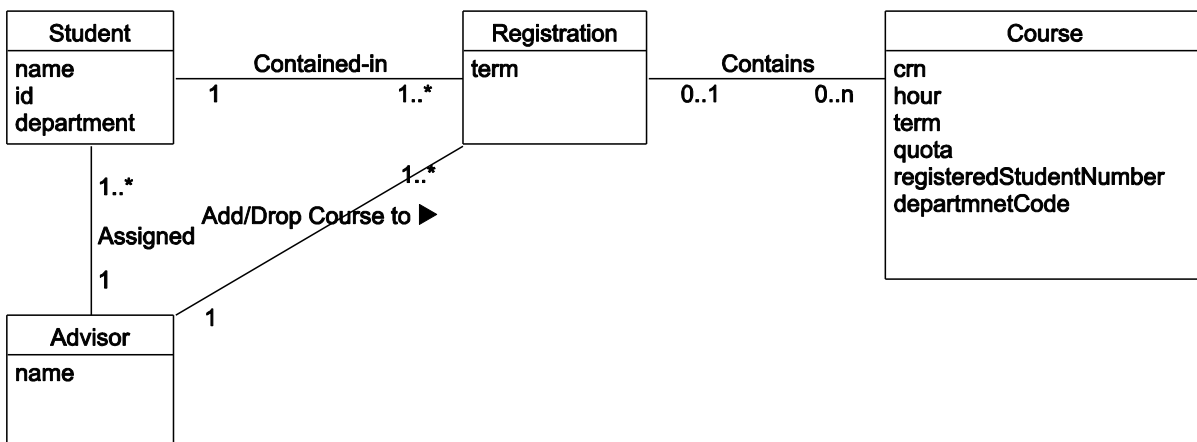 Student
name
id
department
Contained-in
1
1..*
Registration
term
Contains
0..1
0..n
Course
crn
hour
term
quota
registeredStudentNumber
departmnetCode
1..*
Assigned
1
Add/Drop Course to ▶
1..*
1
Advisor
name